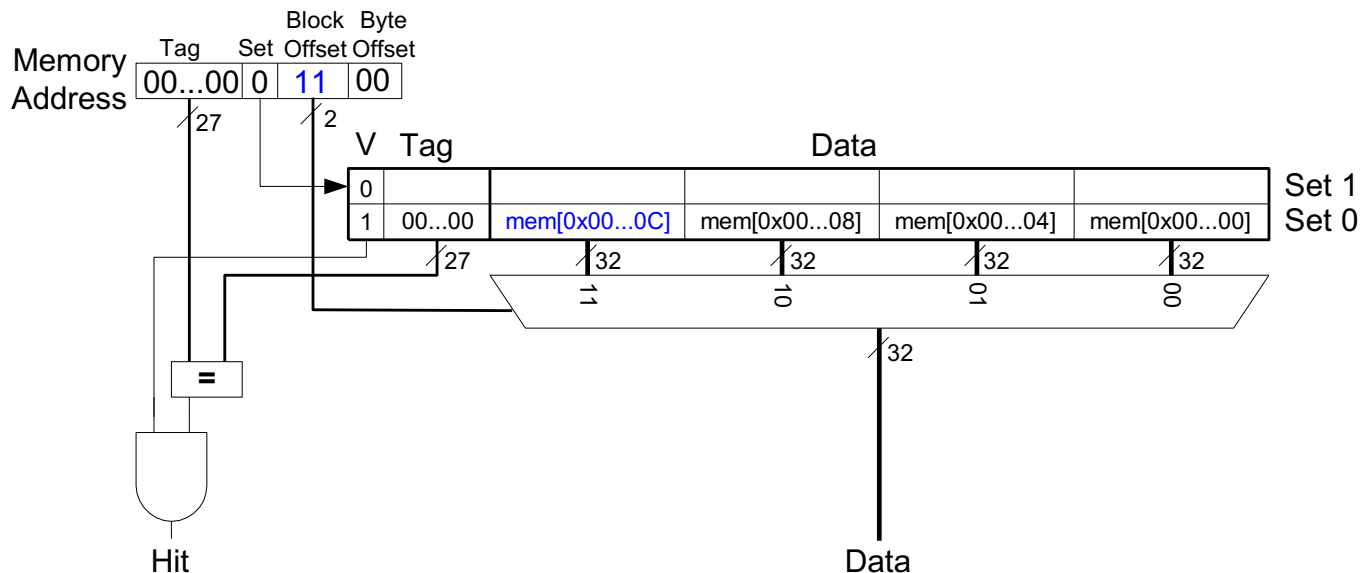 Block Byte
Tag Set Offset Offset
Memory Address
00...00 0 11 00
27 2
V Tag Data
0 Set 1
1 00...00 mem[0x00...0C] mem[0x00...08] mem[0x00...04] mem[0x00...00] Set 0
27 32 32 32 32
11 10 01 00
32
=
Hit Data